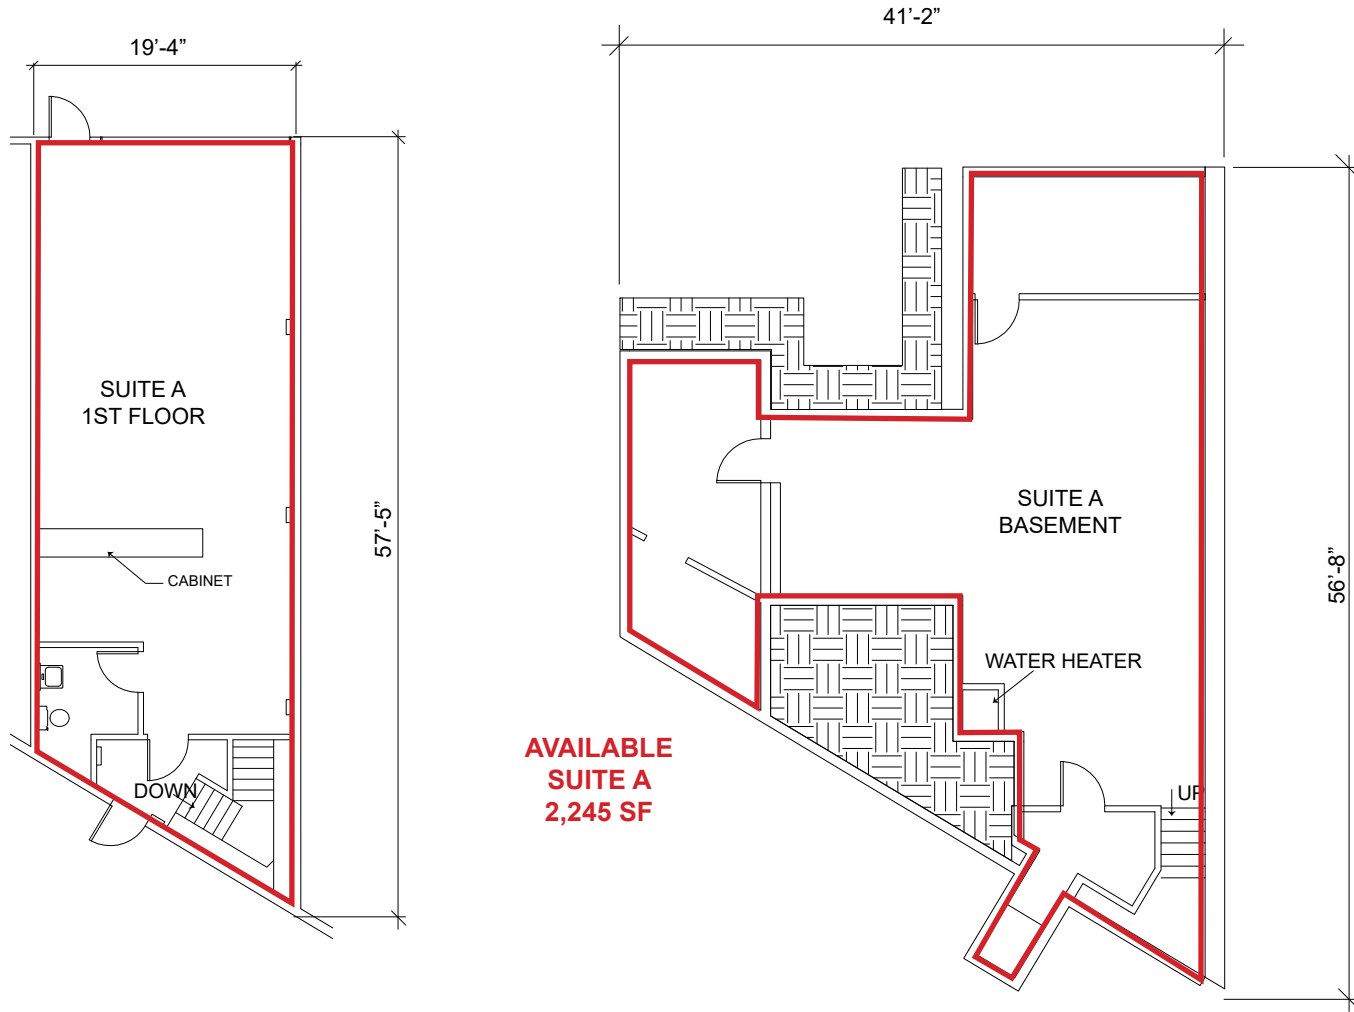 41’-2”
19’-4”
SUITE A
1ST FLOOR
CABINET
57’-5”
DOWN
SUITE A
BASEMENT
56’-8”
WATER HEATER
UP
AVAILABLE
SUITE A
2,245 SF